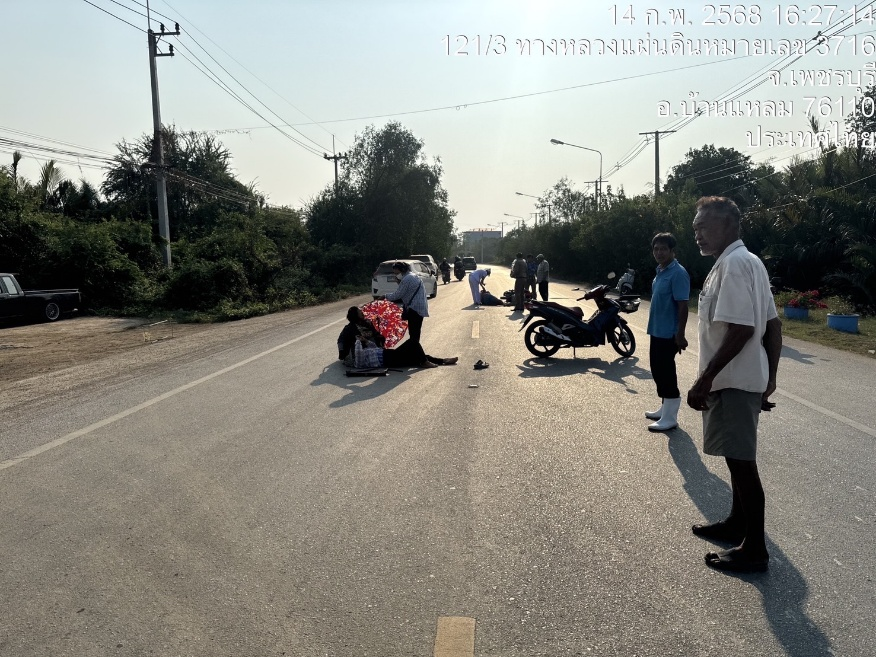 14 ก.พ. 2568 16:27:14
121/3 ทางหลวงแผ่นดินหมายเลข 3716
จ.เพชรบุรี
อ.บ้านแหลม 76110
ประเทศไทย